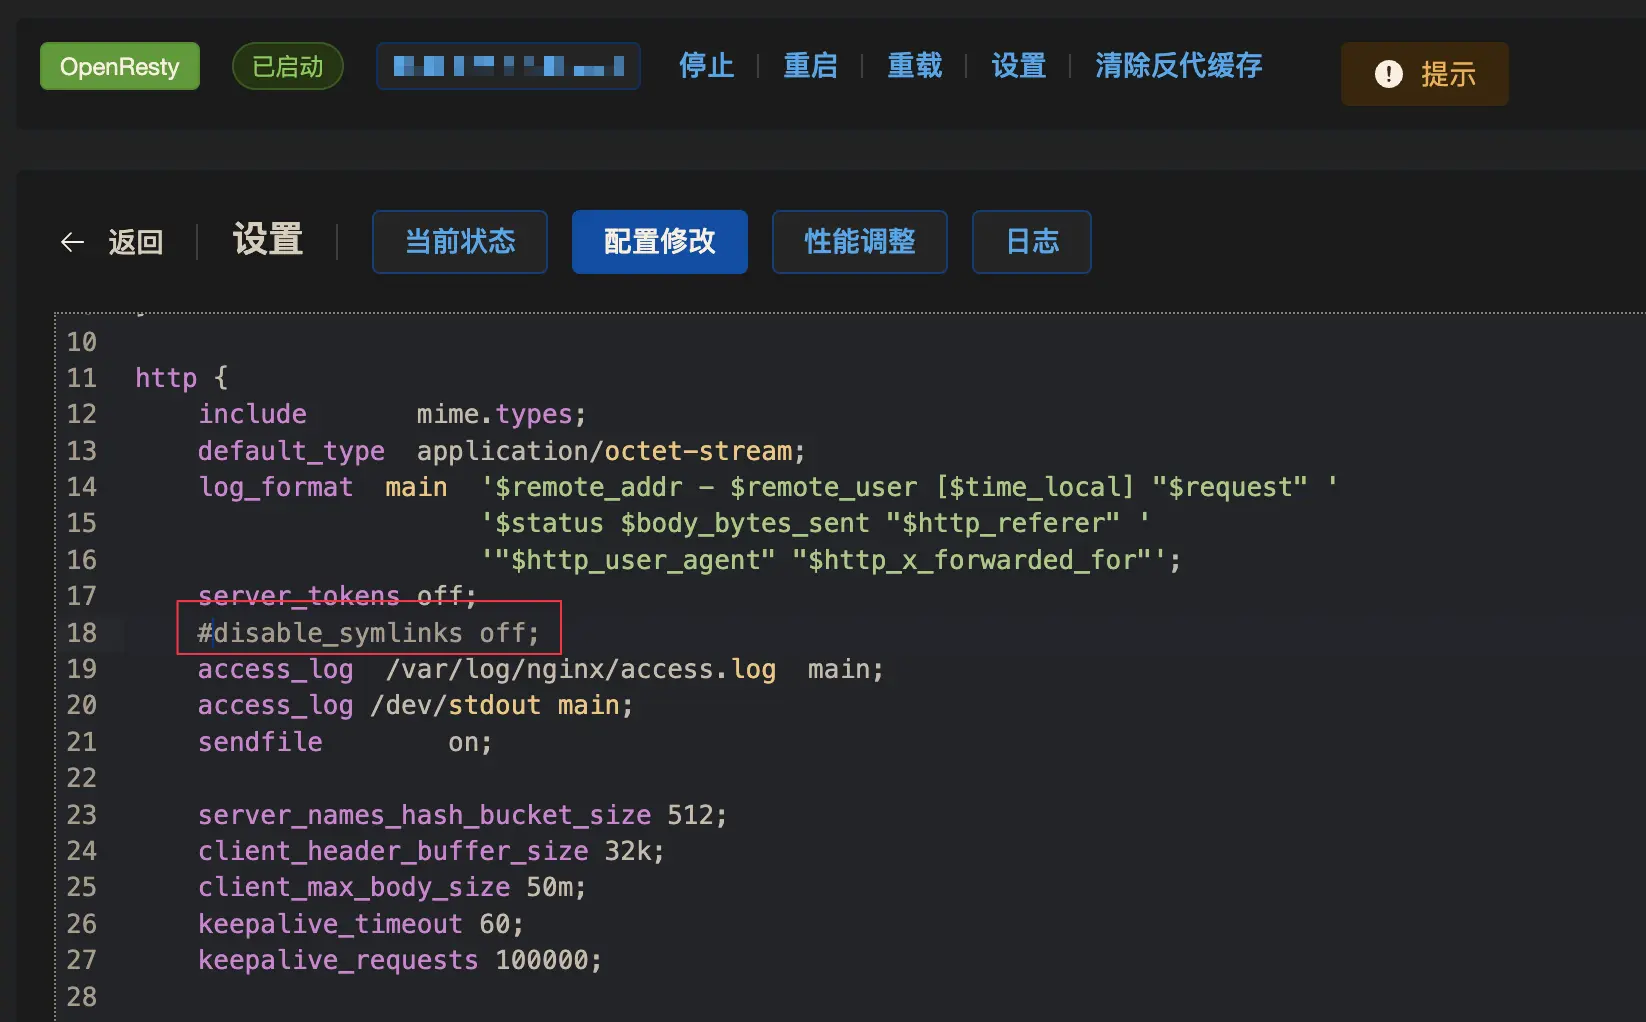 OpenResty 已启动 停止 重启 重载 设置 清除反代缓存 ! 提示
← 返回 设置 当前状态 配置修改 性能调整 日志
10
11 http {
12     include       mime.types;
13     default_type  application/octet-stream;
14     log_format  main  '$remote_addr - $remote_user [$time_local] "$request" '
15                       '$status $body_bytes_sent "$http_referer" '
16                       '"$http_user_agent" "$http_x_forwarded_for"';
17     server_tokens off;
18     #disable_symlinks off;
19     access_log  /var/log/nginx/access.log  main;
20     access_log /dev/stdout main;
21     sendfile        on;
22
23     server_names_hash_bucket_size 512;
24     client_header_buffer_size 32k;
25     client_max_body_size 50m;
26     keepalive_timeout 60;
27     keepalive_requests 100000;
28